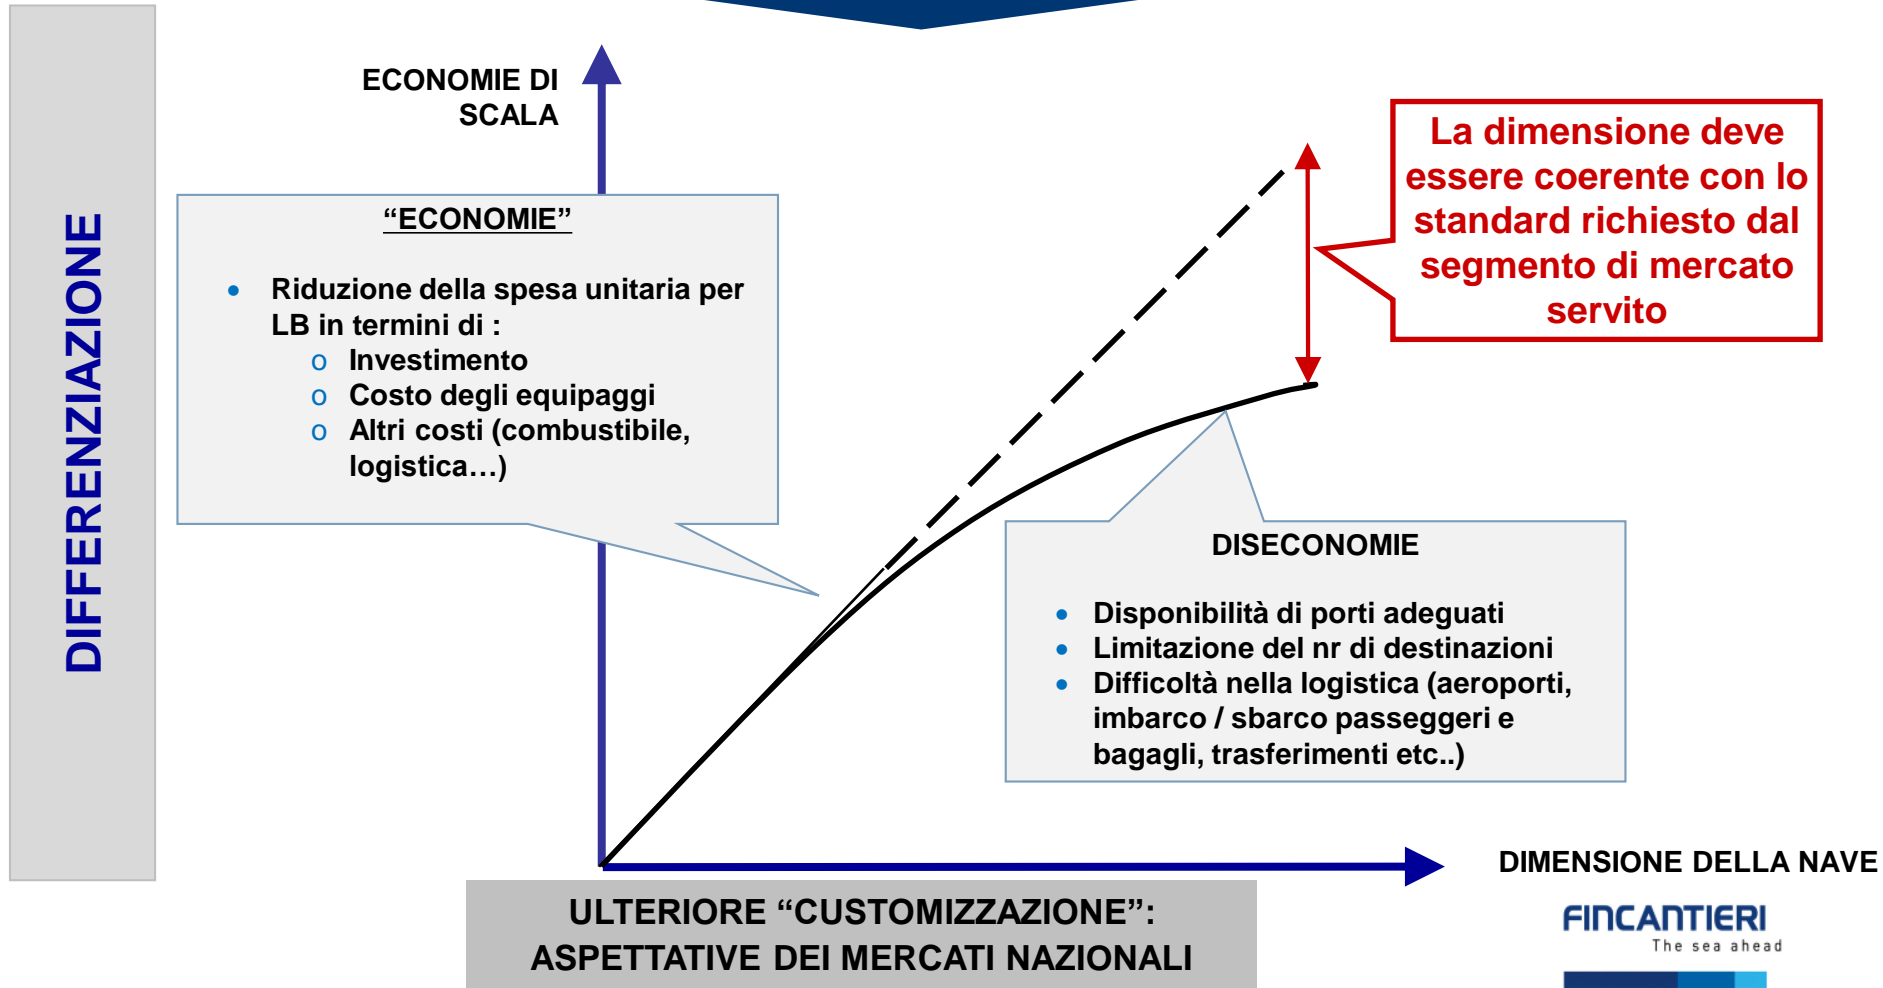 DIFFERENZIAZIONE
ECONOMIE DI
SCALA
“ECONOMIE”
• Riduzione della spesa unitaria per
LB in termini di :
o Investimento
o Costo degli equipaggi
o Altri costi (combustibile,
logistica…)
La dimensione deve
essere coerente con lo
standard richiesto dal
segmento di mercato
servito
DISECONOMIE
• Disponibilità di porti adeguati
• Limitazione del nr di destinazioni
• Difficoltà nella logistica (aeroporti,
imbarco / sbarco passeggeri e
bagagli, trasferimenti etc..)
DIMENSIONE DELLA NAVE
ULTERIORE “CUSTOMIZZAZIONE”:
ASPETTATIVE DEI MERCATI NAZIONALI
FINCANTIERI
The sea ahead